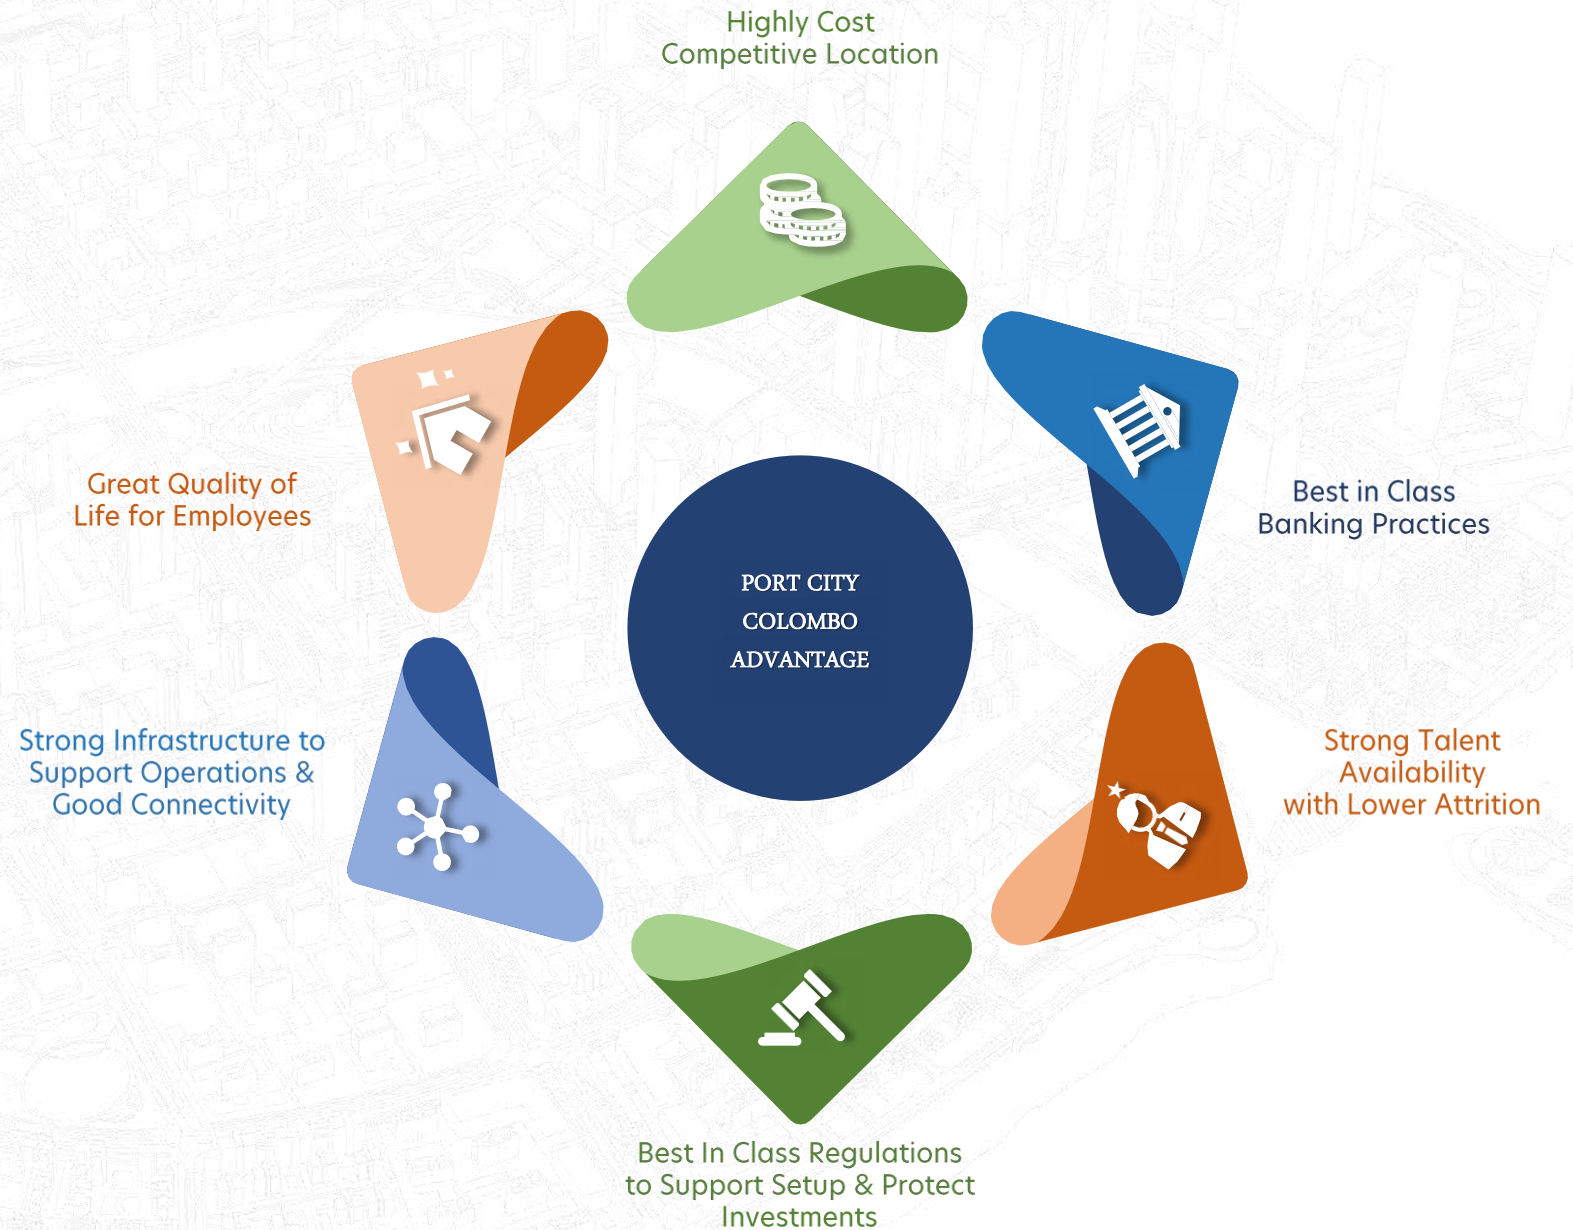 Highly Cost
Competitive Location
Great Quality of
Life for Employees
Best in Class
Banking Practices
PORT CITY
COLOMBO
ADVANTAGE
Strong Infrastructure to
Support Operations &
Good Connectivity
Strong Talent
Availability
with Lower Attrition
Best In Class Regulations
to Support Setup & Protect
Investments